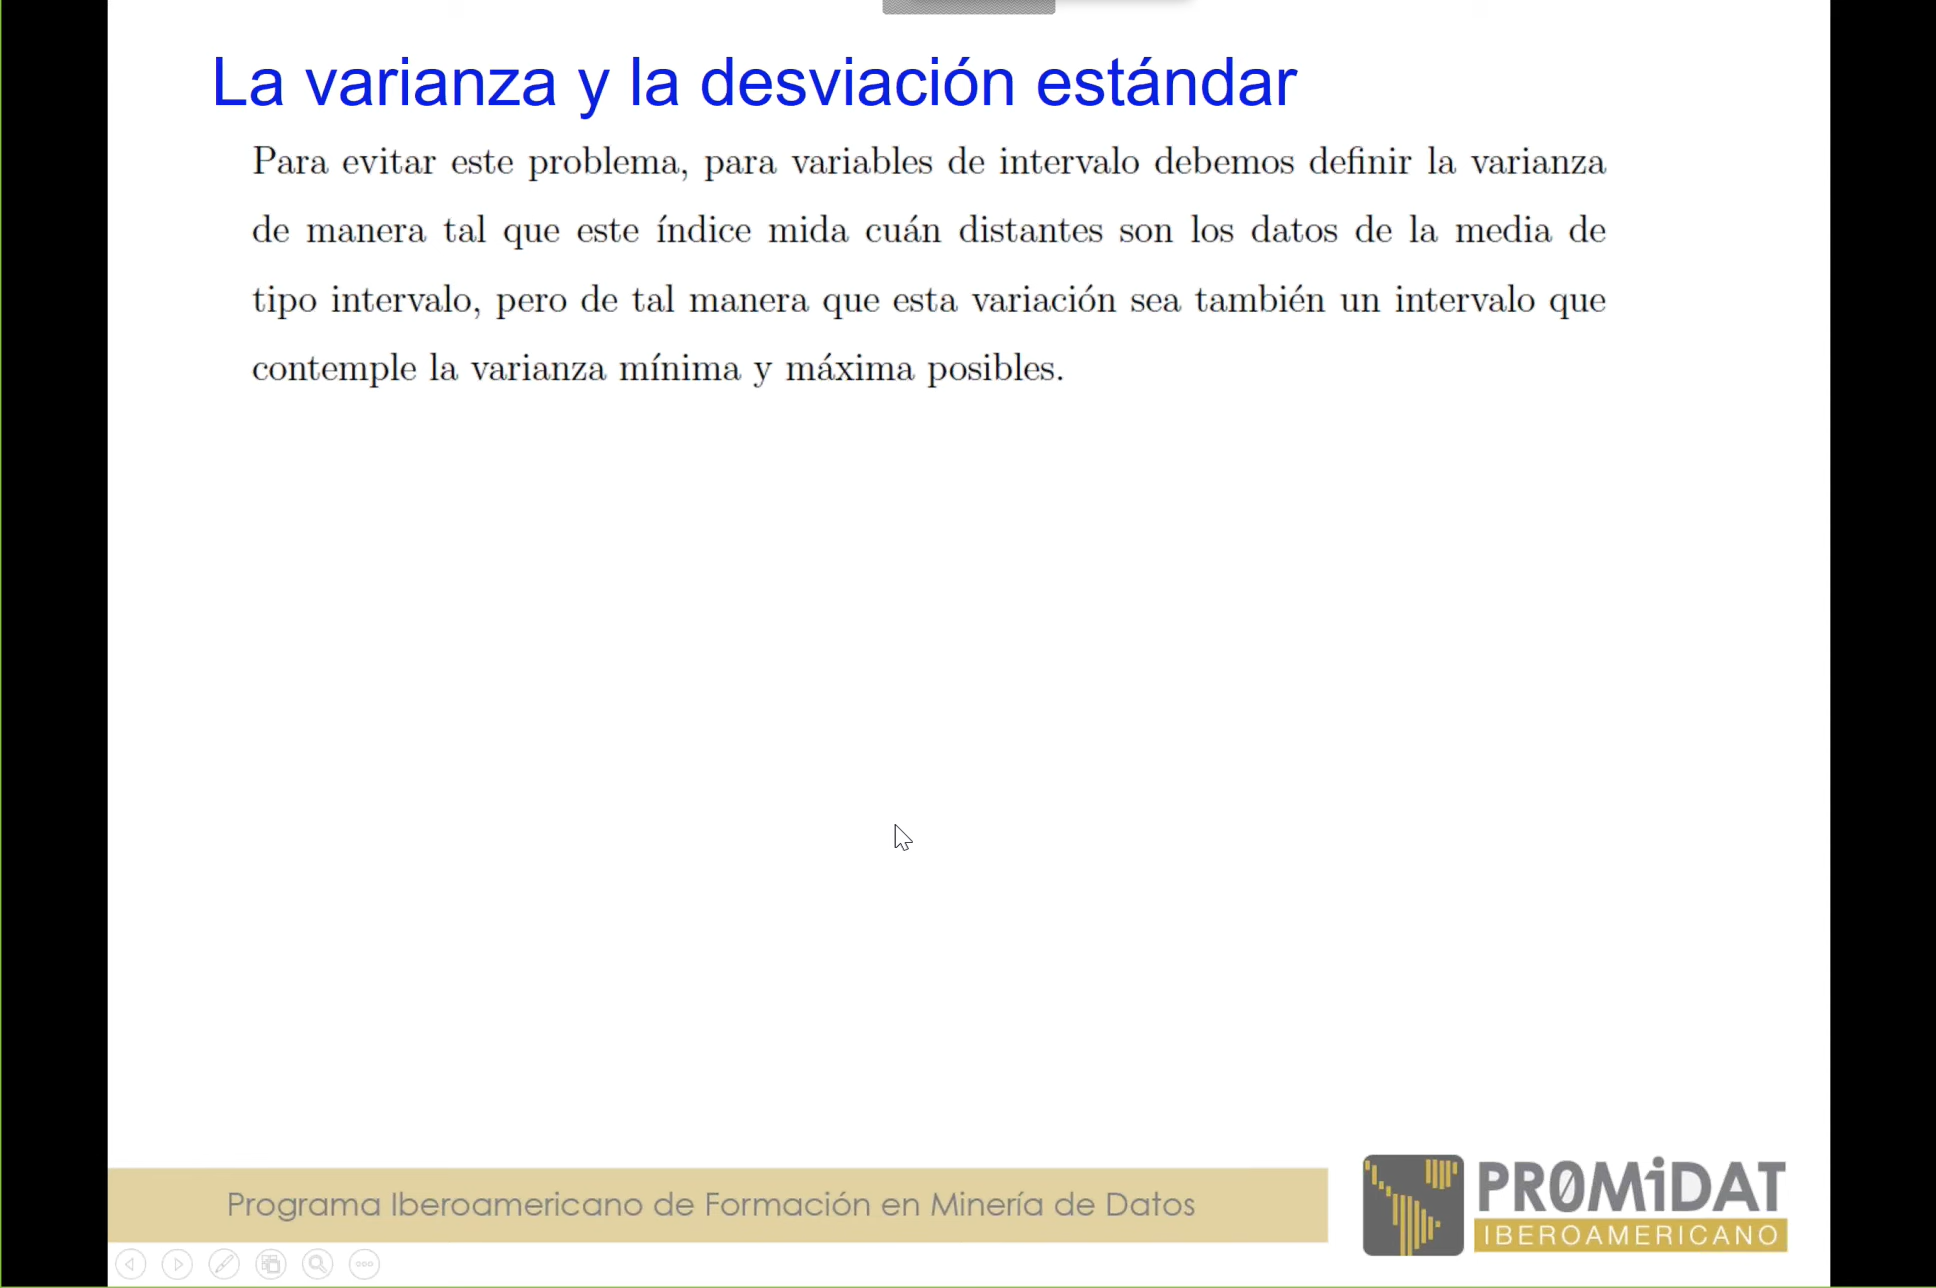 La varianza y la desviación estándar
Para evitar este problema, para variables de intervalo debemos definir la varianza
de manera tal que este índice mida cuán distantes son los datos de la media de
tipo intervalo, pero de tal manera que esta variación sea también un intervalo que
contemple la varianza mínima y máxima posibles.
Programa Iberoamericano de Formación en Minería de Datos
PR0MiDAT
IBEROAMERICANO